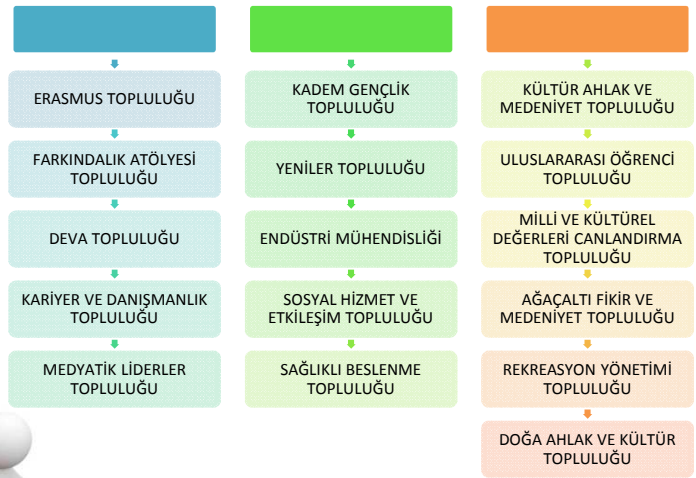 ERASMUS TOPLULUĞU
FARKINDALIK ATÖLYESİ
TOPLULUĞU
DEVA TOPLULUĞU
KARİYER VE DANIŞMANLIK
TOPLULUĞU
MEDYATİK LİDERLER
TOPLULUĞU
KADEM GENÇLİK
TOPLULUĞU
YENİLER TOPLULUĞU
ENDÜSTRİ MÜHENDİSLİĞİ
SOSYAL HİZMET VE
ETKİLEŞİM TOPLULUĞU
SAĞLIKLI BESLENME
TOPLULUĞU
KÜLTÜR AHLAK VE
MEDENİYET TOPLULUĞU
ULUSLARARASI ÖĞRENCİ
TOPLULUĞU
MİLLİ VE KÜLTÜREL
DEĞERLERİ CANLANDIRMA
TOPLULUĞU
AĞAÇALTI FİKİR VE
MEDENİYET TOPLULUĞU
REKREASYON YÖNETİMİ
TOPLULUĞU
DOĞA AHLAK VE KÜLTÜR
TOPLULUĞU